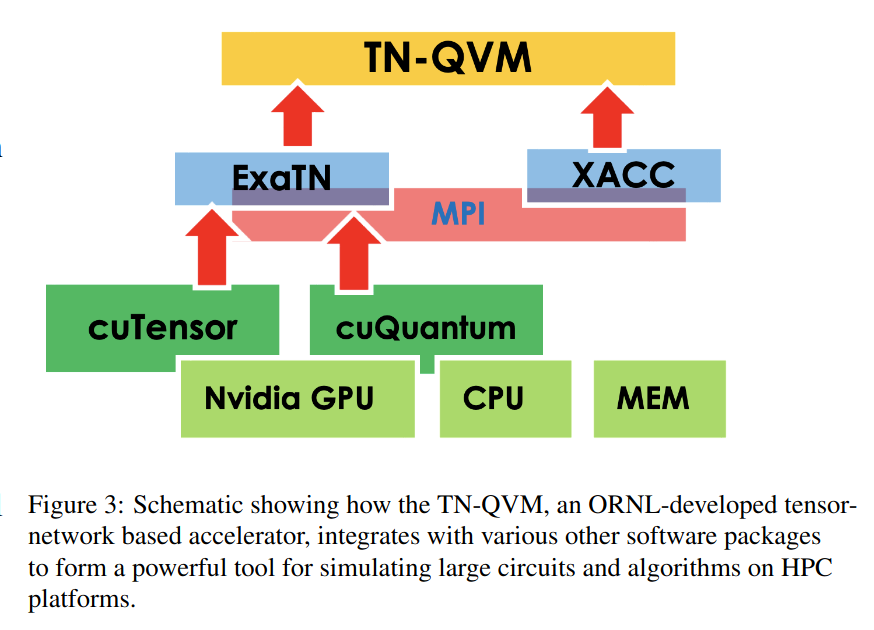 TN-QVM
ExaTN
XACC
MPI
cuTensor
cuQuantum
Nvidia GPU
CPU
MEM
Figure 3: Schematic showing how the TN-QVM, an ORNL-developed tensor-
network based accelerator, integrates with various other software packages
to form a powerful tool for simulating large circuits and algorithms on HPC
platforms.